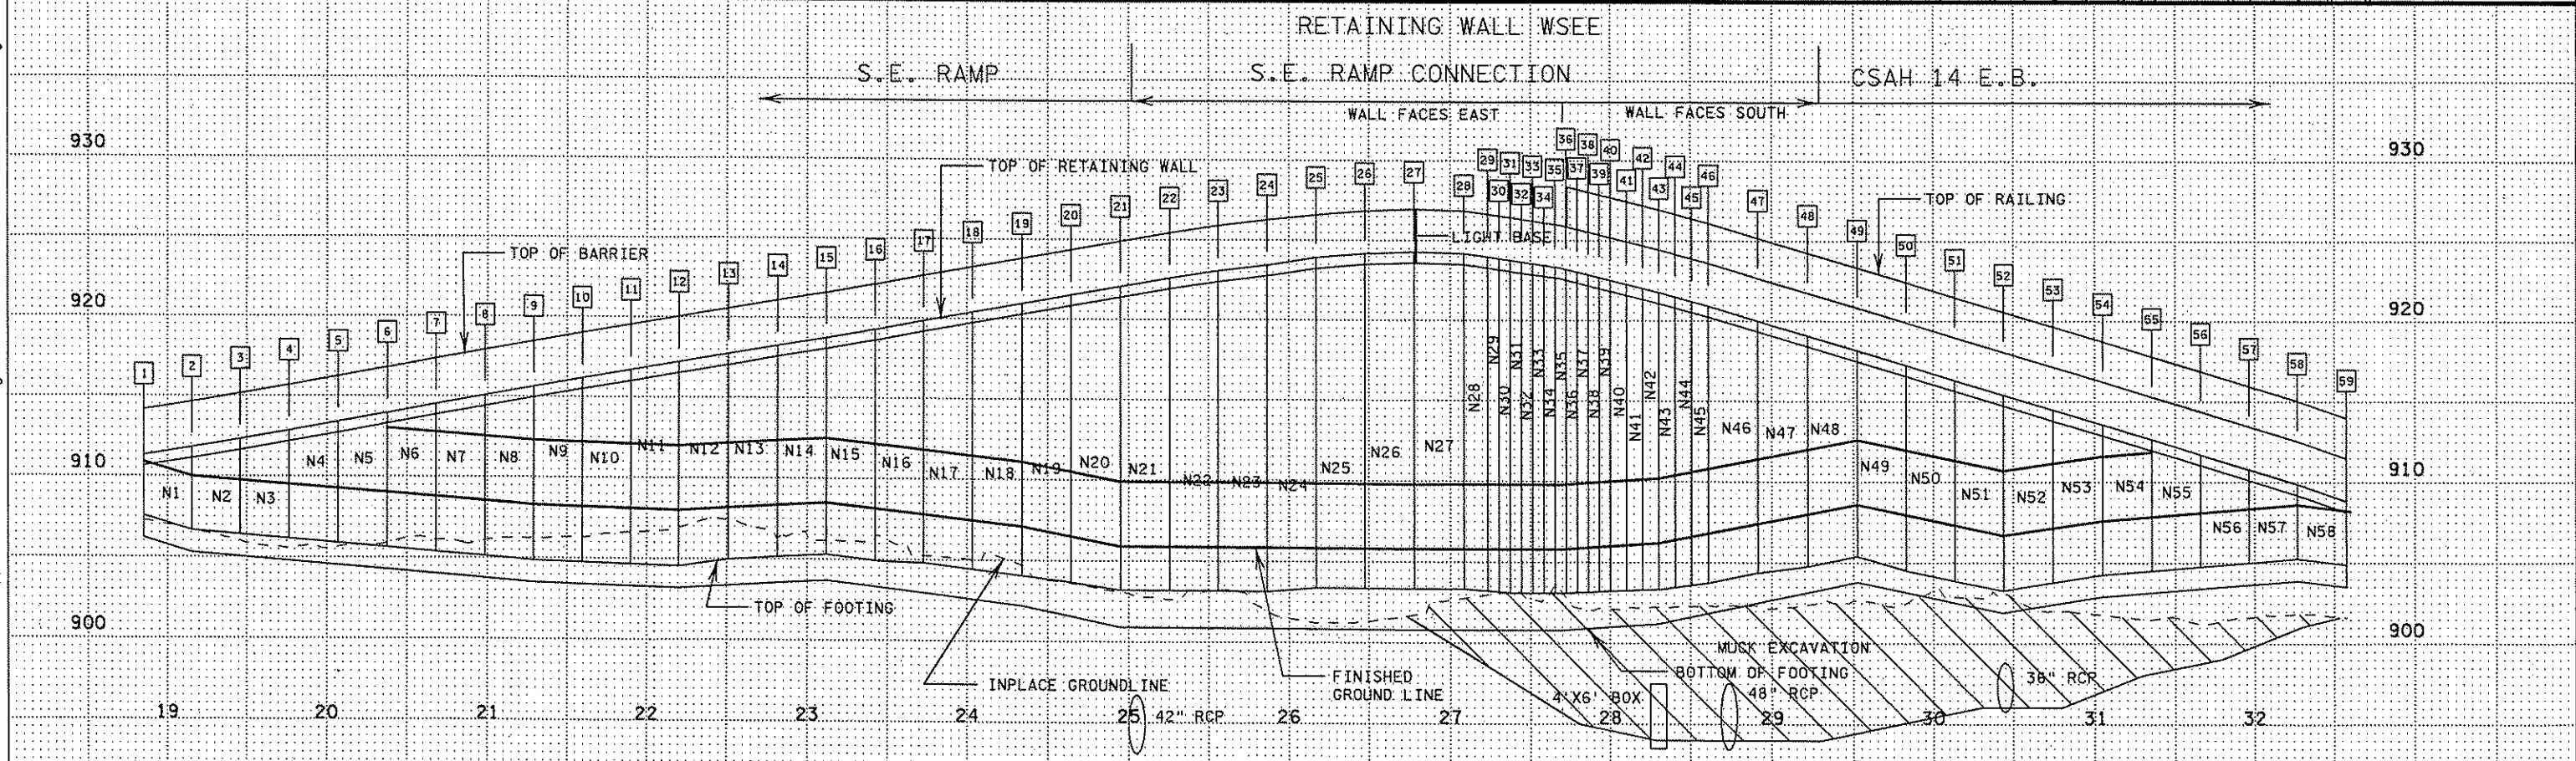 RETAINING WALL WSEE
S.E. RAMP
S.E. RAMP CONNECTION
CSAH 14 E.B.
WALL FACES EAST
WALL FACES SOUTH
930
930
TOP OF RETAINING WALL
TOP OF RAILING
TOP OF BARRIER
LIGHT BASE
1 2 3 4 5 6 7 8 9 10 11 12 13 14 15 16 17 18 19 20 21 22 23 24 25 26 27 28 29 30 31 32 33 34 35 36 37 38 39 40 41 42 43 44 45 46 47 48 49 50 51 52 53 54 55 56 57 58 59
920
920
910
910
N1 N2 N3 N4 N5 N6 N7 N8 N9 N10 N11 N12 N13 N14 N15 N16 N17 N18 N19 N20 N21 N22 N23 N24 N25 N26 N27 N28 N29 N30 N31 N32 N33 N34 N35 N36 N37 N38 N39 N40 N41 N42 N43 N44 N45 N46 N47 N48 N49 N50 N51 N52 N53 N54 N55 N56 N57 N58
TOP OF FOOTING
900
900
MUCK EXCAVATION
BOTTOM OF FOOTING
INPLACE GROUNDLINE
FINISHED
GROUND LINE
4'X6' BOX
48" RCP
36" RCP
42" RCP
19 20 21 22 23 24 25 26 27 28 29 30 31 32